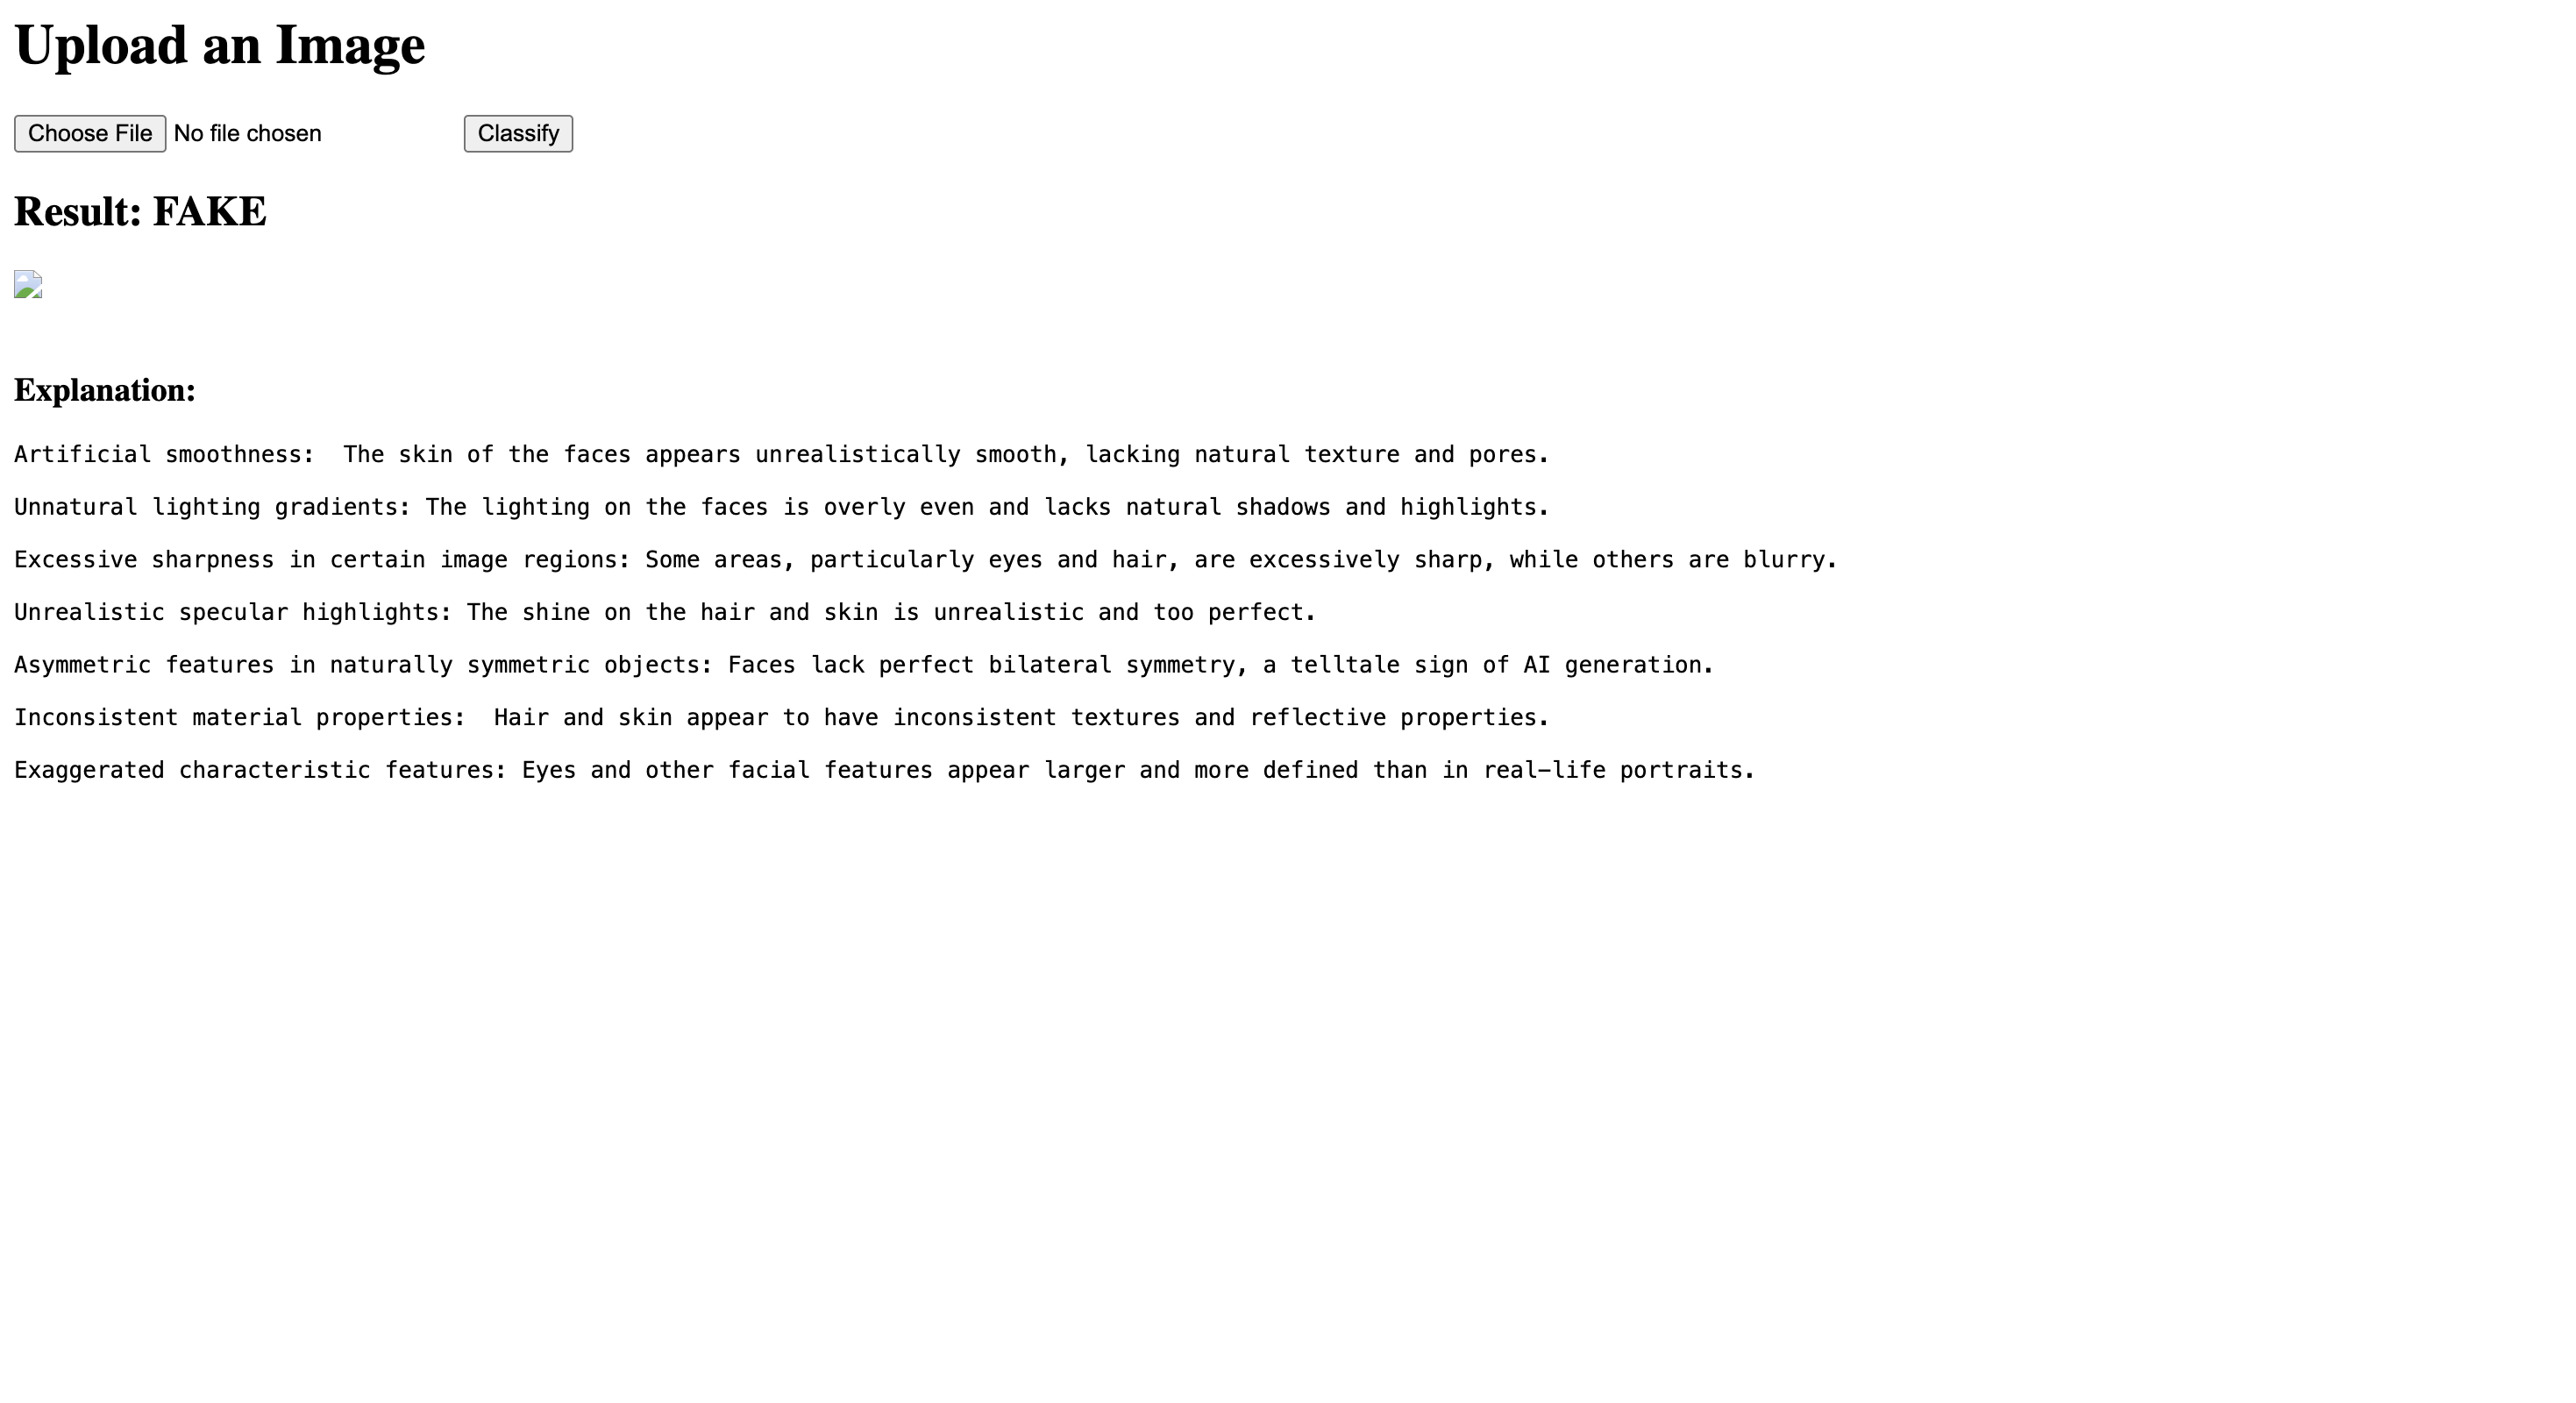 Upload an Image
Choose File No file chosen Classify
Result: FAKE
Explanation:
Artificial smoothness:  The skin of the faces appears unrealistically smooth, lacking natural texture and pores.
Unnatural lighting gradients: The lighting on the faces is overly even and lacks natural shadows and highlights.
Excessive sharpness in certain image regions: Some areas, particularly eyes and hair, are excessively sharp, while others are blurry.
Unrealistic specular highlights: The shine on the hair and skin is unrealistic and too perfect.
Asymmetric features in naturally symmetric objects: Faces lack perfect bilateral symmetry, a telltale sign of AI generation.
Inconsistent material properties:  Hair and skin appear to have inconsistent textures and reflective properties.
Exaggerated characteristic features: Eyes and other facial features appear larger and more defined than in real-life portraits.